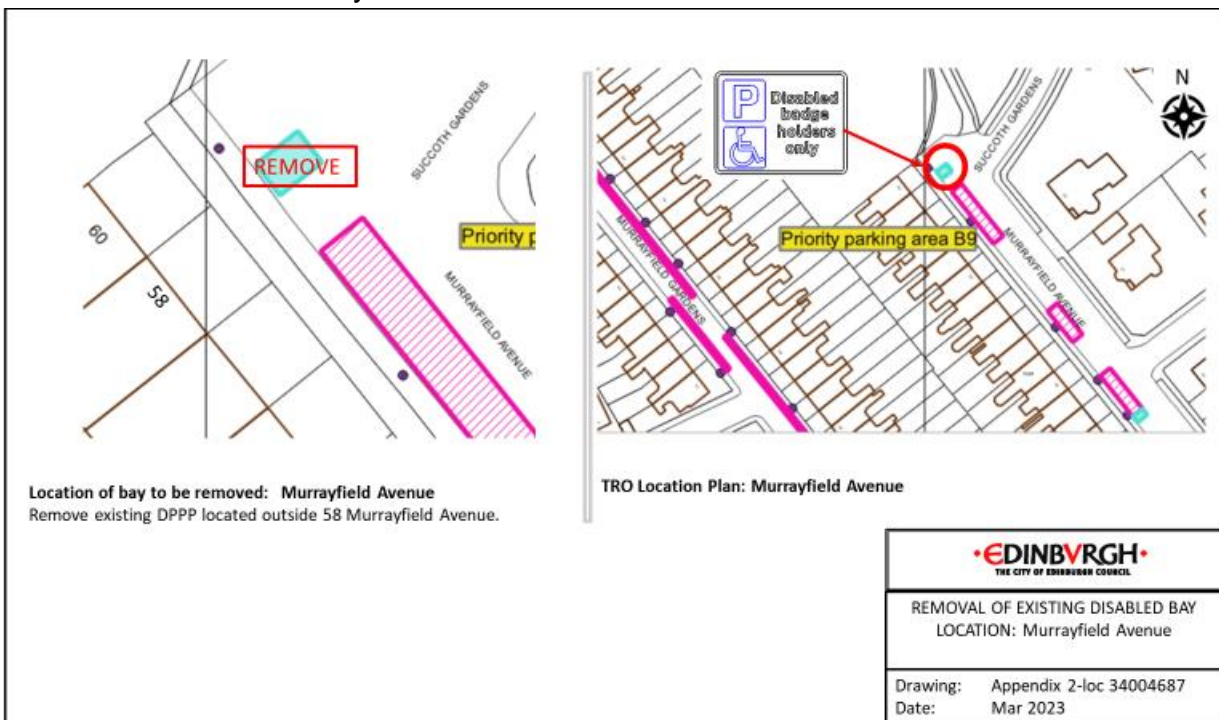 SUCCOTH GARDENS
REMOVE
60
58
Priority p
MURRAYFIELD AVENUE
P
Disabled
badge
holders
only
N
SUCCOTH GARDENS
Priority parking area B9
MURRAYFIELD GARDENS
MURRAYFIELD AVENUE
Location of bay to be removed: Murrayfield Avenue
Remove existing DPPP located outside 58 Murrayfield Avenue.
TRO Location Plan: Murrayfield Avenue
EDINBVRGH
THE CITY OF EDINBURGH COUNCIL
REMOVAL OF EXISTING DISABLED BAY
LOCATION: Murrayfield Avenue
Drawing: Appendix 2-loc 34004687
Date: Mar 2023